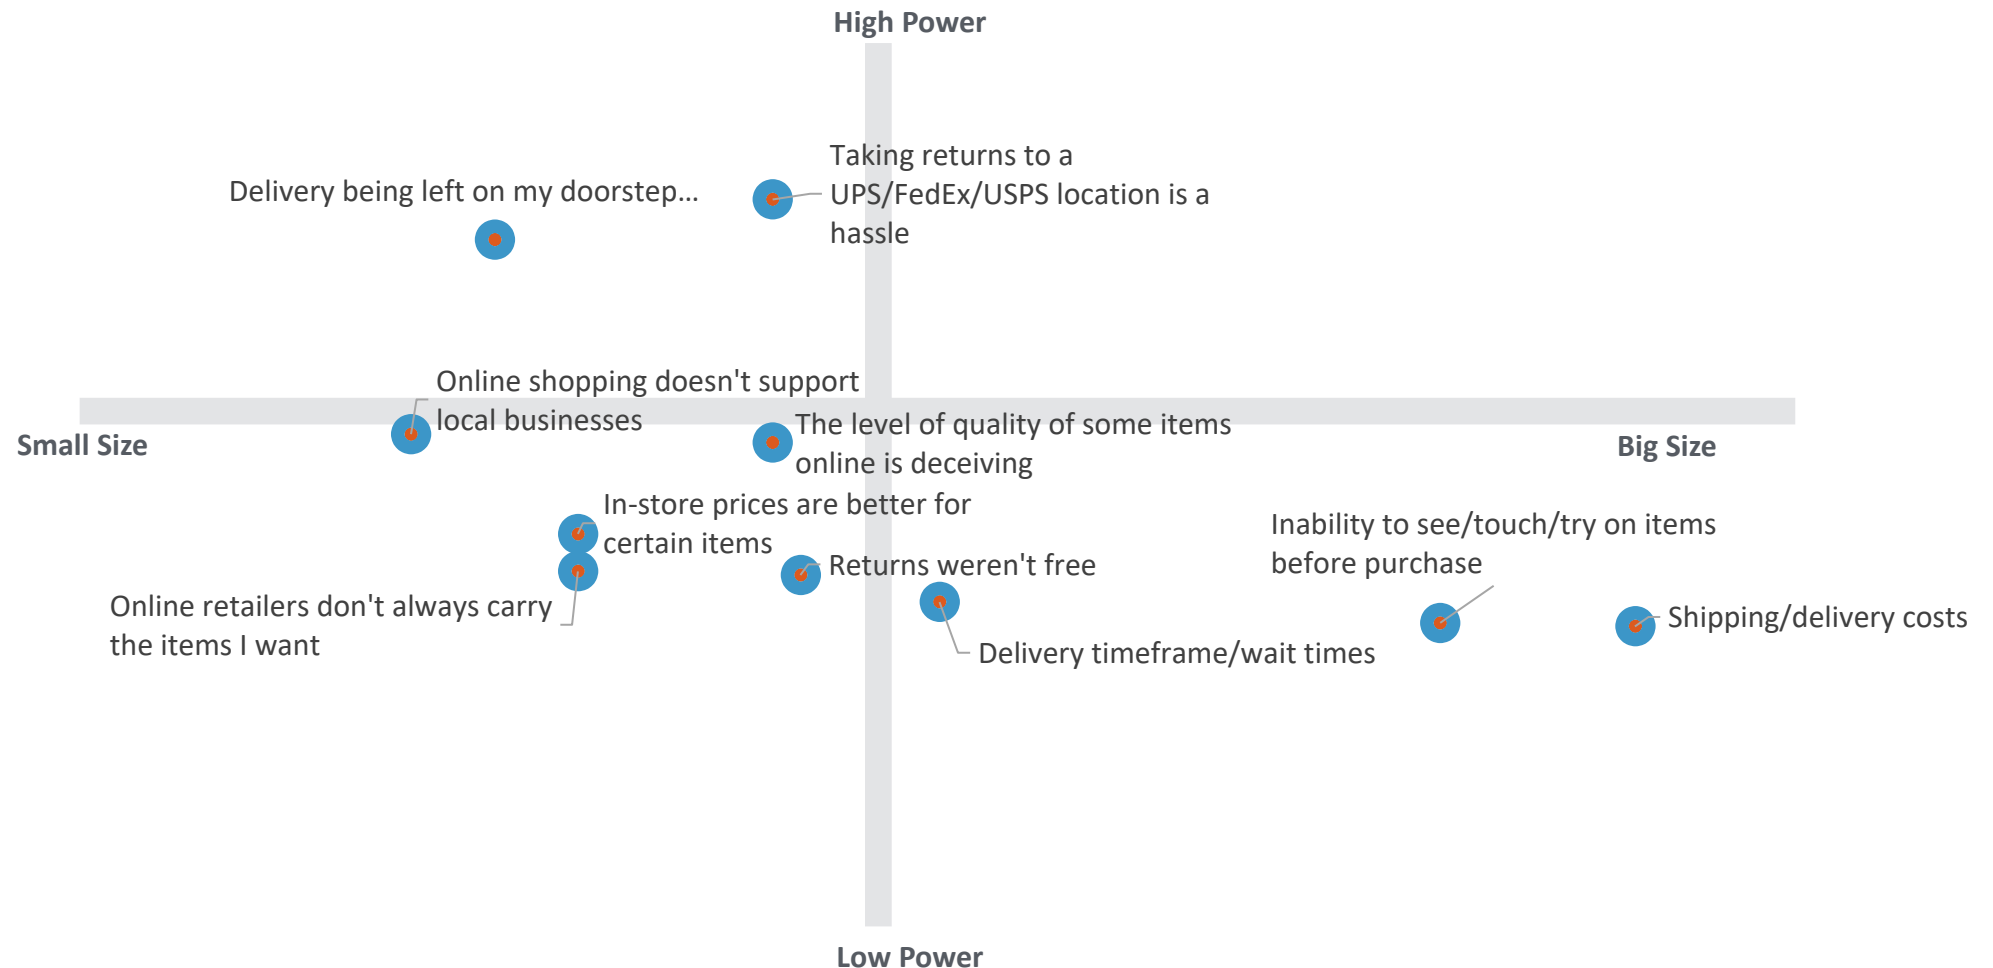 High Power
Taking returns to a
UPS/FedEx/USPS location is a
hassle
Delivery being left on my doorstep...
Online shopping doesn't support
local businesses
The level of quality of some items
online is deceiving
Small Size
Big Size
In-store prices are better for
certain items
Inability to see/touch/try on items
before purchase
Returns weren't free
Online retailers don't always carry
the items I want
Shipping/delivery costs
Delivery timeframe/wait times
Low Power